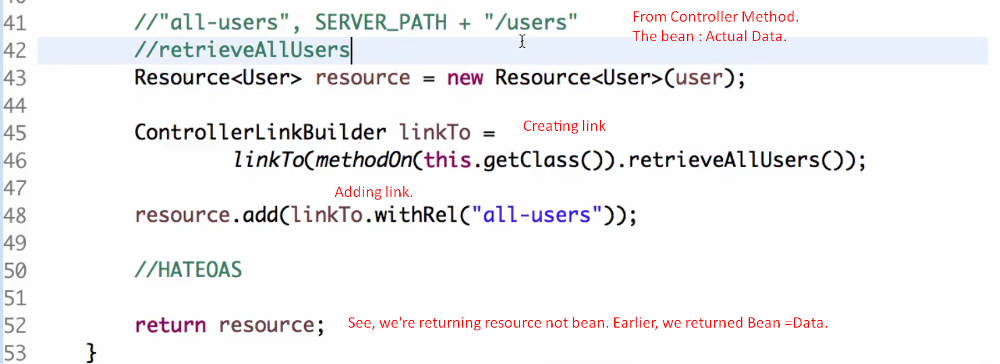 41 //"all-users", SERVER_PATH + "/users" From Controller Method.
The bean : Actual Data.
42 //retrieveAllUsers
43 Resource<User> resource = new Resource<User>(user);
44
45 ControllerLinkBuilder linkTo = Creating link
46 linkTo(methodOn(this.getClass()).retrieveAllUsers());
47 Adding link.
48 resource.add(linkTo.withRel("all-users"));
49
50 //HATEOAS
51
52 return resource; See, we're returning resource not bean. Earlier, we returned Bean =Data.
53 }